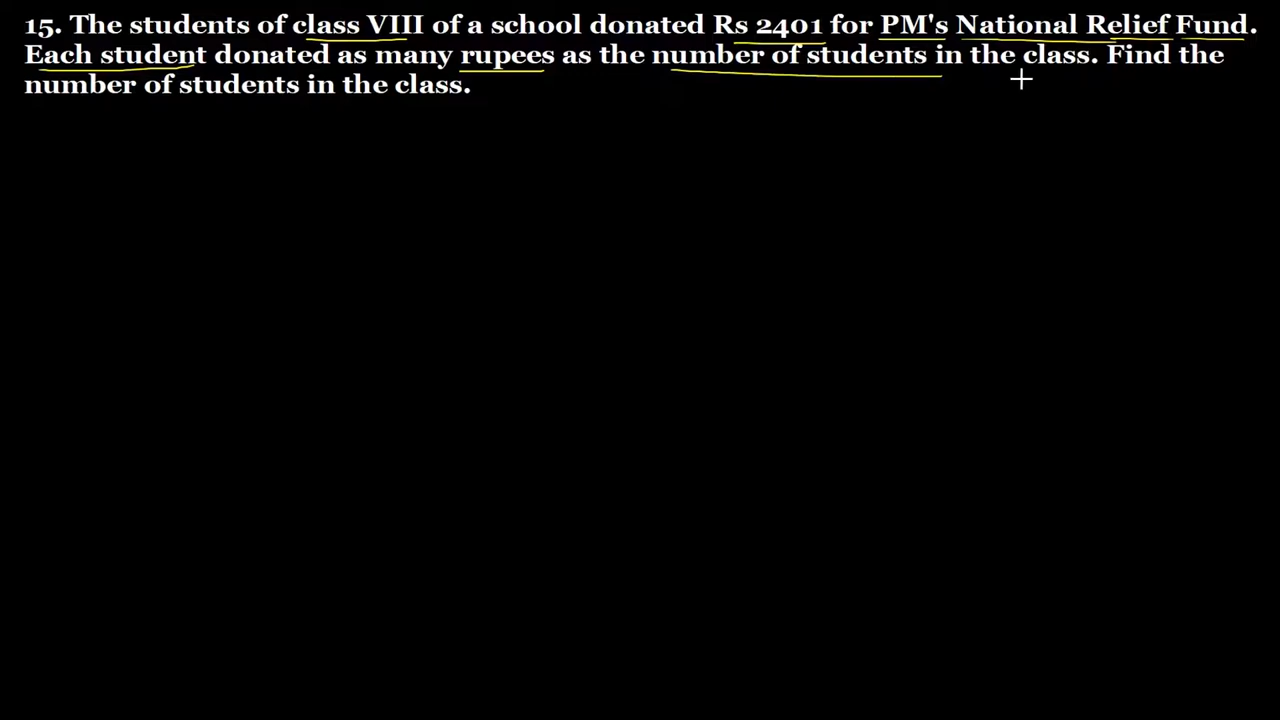 15. The students of class VIII of a school donated Rs 2401 for PM's National Relief Fund.
Each student donated as many rupees as the number of students in the class. Find the
number of students in the class.